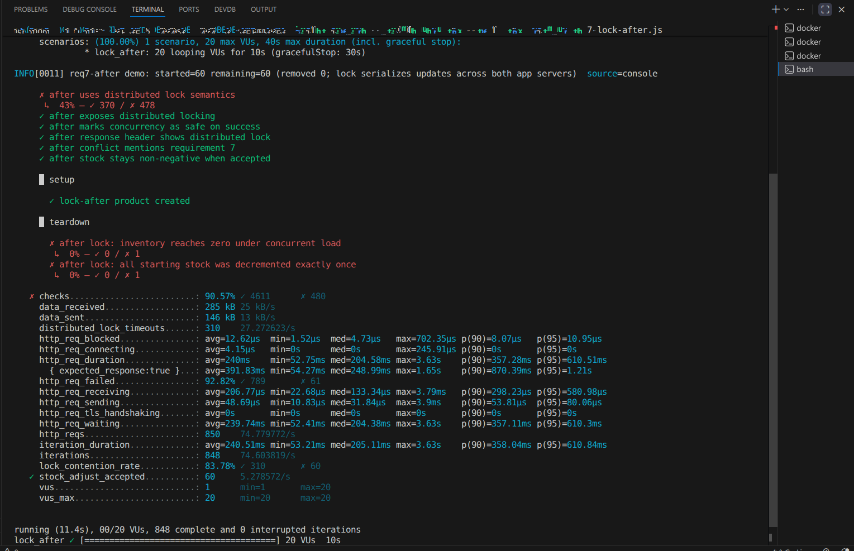 PROBLEMS DEBUG CONSOLE TERMINAL PORTS DEVDB OUTPUT
7-lock-after.js
scenarios: (100.00%) 1 scenario, 20 max VUs, 40s max duration (incl. graceful stop):
* lock_after: 20 looping VUs for 10s (gracefulStop: 30s)
INFO[0011] req7-after demo: started=60 remaining=60 (removed 0; lock serializes updates across both app servers) source=console
✗ after uses distributed lock semantics
↳ 43% — ✓ 370 / ✗ 478
✓ after exposes distributed locking
✓ after marks concurrency as safe on success
✓ after response header shows distributed lock
✓ after conflict mentions requirement 7
✓ after stock stays non-negative when accepted
█ setup
✓ lock-after product created
█ teardown
✗ after lock: inventory reaches zero under concurrent load
↳ 0% — ✓ 0 / ✗ 1
✗ after lock: all starting stock was decremented exactly once
↳ 0% — ✓ 0 / ✗ 1
✗ checks.........................: 90.57% ✓ 4611 ✗ 480
data_received..................: 285 kB 25 kB/s
data_sent......................: 146 kB 13 kB/s
distributed_lock_timeouts......: 310 27.272623/s
http_req_blocked...............: avg=12.62µs min=1.52µs med=4.73µs max=702.35µs p(90)=8.07µs p(95)=10.95µs
http_req_connecting............: avg=4.15µs min=0s med=0s max=245.91µs p(90)=0s p(95)=0s
http_req_duration..............: avg=240ms min=52.75ms med=204.58ms max=3.63s p(90)=357.28ms p(95)=610.51ms
{ expected_response:true }...: avg=391.83ms min=54.27ms med=248.99ms max=1.65s p(90)=870.39ms p(95)=1.21s
http_req_failed................: 92.82% ✓ 789 ✗ 61
http_req_receiving.............: avg=206.77µs min=22.68µs med=133.34µs max=3.79ms p(90)=298.23µs p(95)=580.98µs
http_req_sending...............: avg=48.69µs min=10.83µs med=31.84µs max=3.9ms p(90)=53.81µs p(95)=80.06µs
http_req_tls_handshaking.......: avg=0s min=0s med=0s max=0s p(90)=0s p(95)=0s
http_req_waiting...............: avg=239.74ms min=52.41ms med=204.38ms max=3.63s p(90)=357.11ms p(95)=610.3ms
http_reqs......................: 850 74.779772/s
iteration_duration.............: avg=240.51ms min=53.21ms med=205.11ms max=3.63s p(90)=358.04ms p(95)=610.84ms
iterations.....................: 848 74.603819/s
lock_contention_rate...........: 83.78% ✓ 310 ✗ 60
✓ stock_adjust_accepted..........: 60 5.278572/s
vus............................: 1 min=1 max=20
vus_max........................: 20 min=20 max=20
running (11.4s), 00/20 VUs, 848 complete and 0 interrupted iterations
lock_after ✓ [======================================] 20 VUs 10s
docker
docker
docker
bash